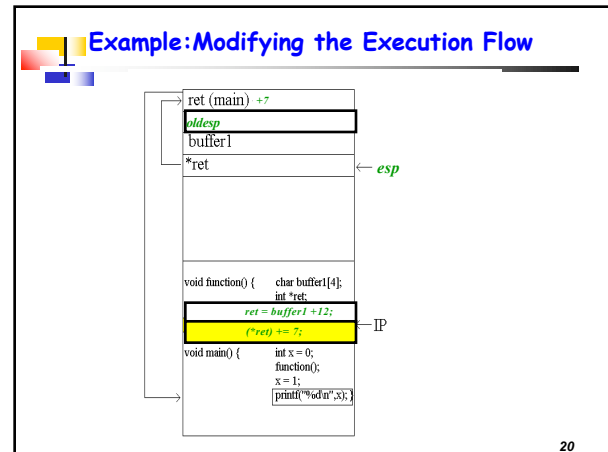 Example:Modifying the Execution Flow
ret (main) +7
oldesp
buffer1
*ret
esp
void function() { char buffer1[4];
int *ret;
ret = buffer1 +12;
IP
(*ret) += 7;
void main() { int x = 0;
function();
x = 1;
printf("%d\n",x);}
20